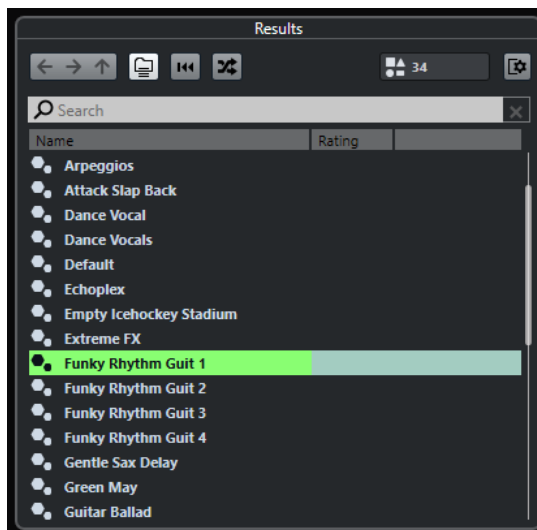 Results
34
Search
Name Rating
Arpeggios
Attack Slap Back
Dance Vocal
Dance Vocals
Default
Echoplex
Empty Icehockey Stadium
Extreme FX
Funky Rhythm Guit 1
Funky Rhythm Guit 2
Funky Rhythm Guit 3
Funky Rhythm Guit 4
Gentle Sax Delay
Green May
Guitar Ballad